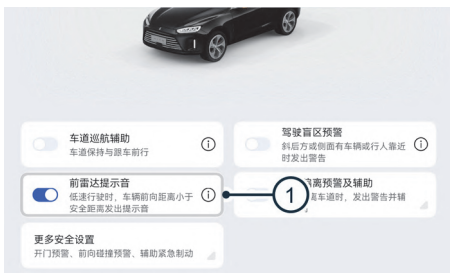 车道巡航辅助
车道保持与跟车前行
驾驶盲区预警
斜后方或侧面有车辆或行人靠近
时发出警告
前雷达提示音
低速行驶时，车辆前向距离小于
安全距离发出提示音
1
离预警及辅助
离车道时，发出警告并辅
更多安全设置
开门预警、前向碰撞预警、辅助紧急制动